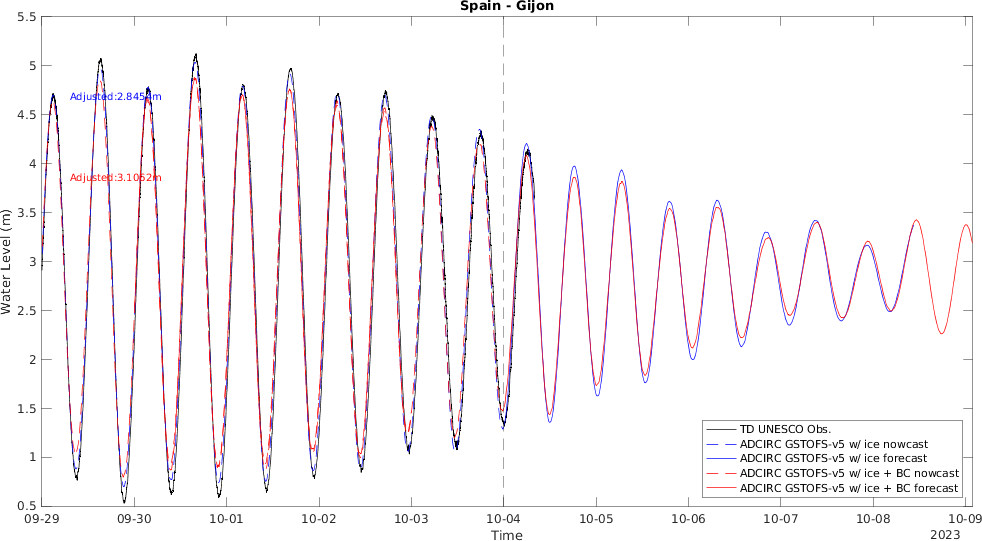 Spain - Gijon
5.5
5
4.5
4
3.5
3
2.5
2
1.5
1
0.5
Water Level (m)
Adjusted:2.8454m
Adjusted:3.1052m
TD UNESCO Obs.
ADCIRC GSTOFS-v5 w/ ice nowcast
ADCIRC GSTOFS-v5 w/ ice forecast
ADCIRC GSTOFS-v5 w/ ice + BC nowcast
ADCIRC GSTOFS-v5 w/ ice + BC forecast
09-29 09-30 10-01 10-02 10-03 10-04 10-05 10-06 10-07 10-08 10-09
Time
2023